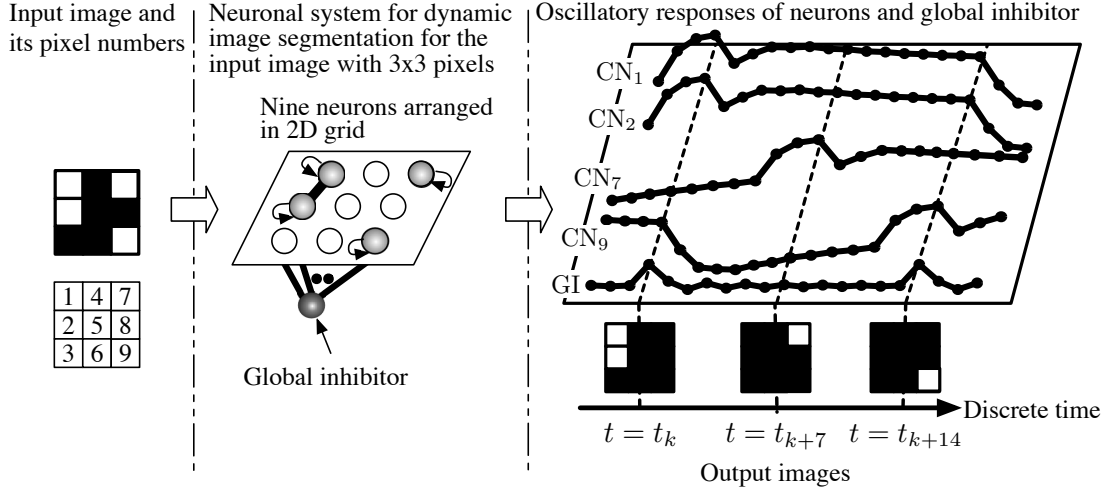 Input image and
its pixel numbers
Neuronal system for dynamic
image segmentation for the
input image with 3x3 pixels
Oscillatory responses of neurons and global inhibitor
Nine neurons arranged
in 2D grid
CN₁
CN₂
CN₇
CN₉
GI
1 4 7
2 5 8
3 6 9
Global inhibitor
Discrete time
t = tₖ
t = tₖ₊₇
t = tₖ₊₁₄
Output images